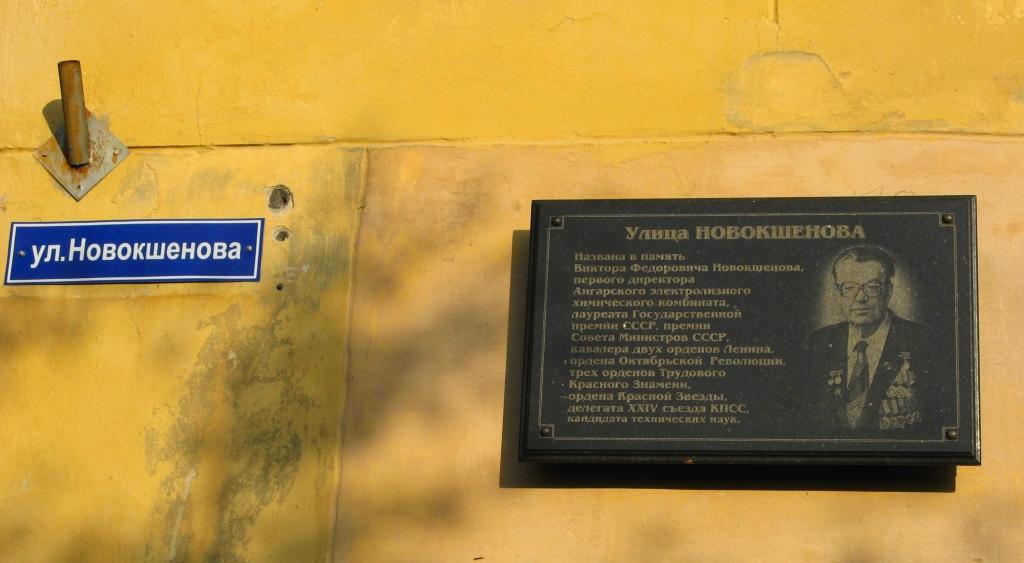 ул.Новокшенова
Улица НОВОКШЕНОВА
Названа в память
Виктора Федоровича Новокшенова,
первого директора
Ангарского электролизного
химического комбината,
лауреата Государственной
премии СССР, премии
Совета Министров СССР,
кавалера двух орденов Ленина,
ордена Октябрьской Революции,
трех орденов Трудового
Красного Знамени,
ордена Красной Звезды,
делегата XXIV съезда КПСС,
кандидата технических наук.